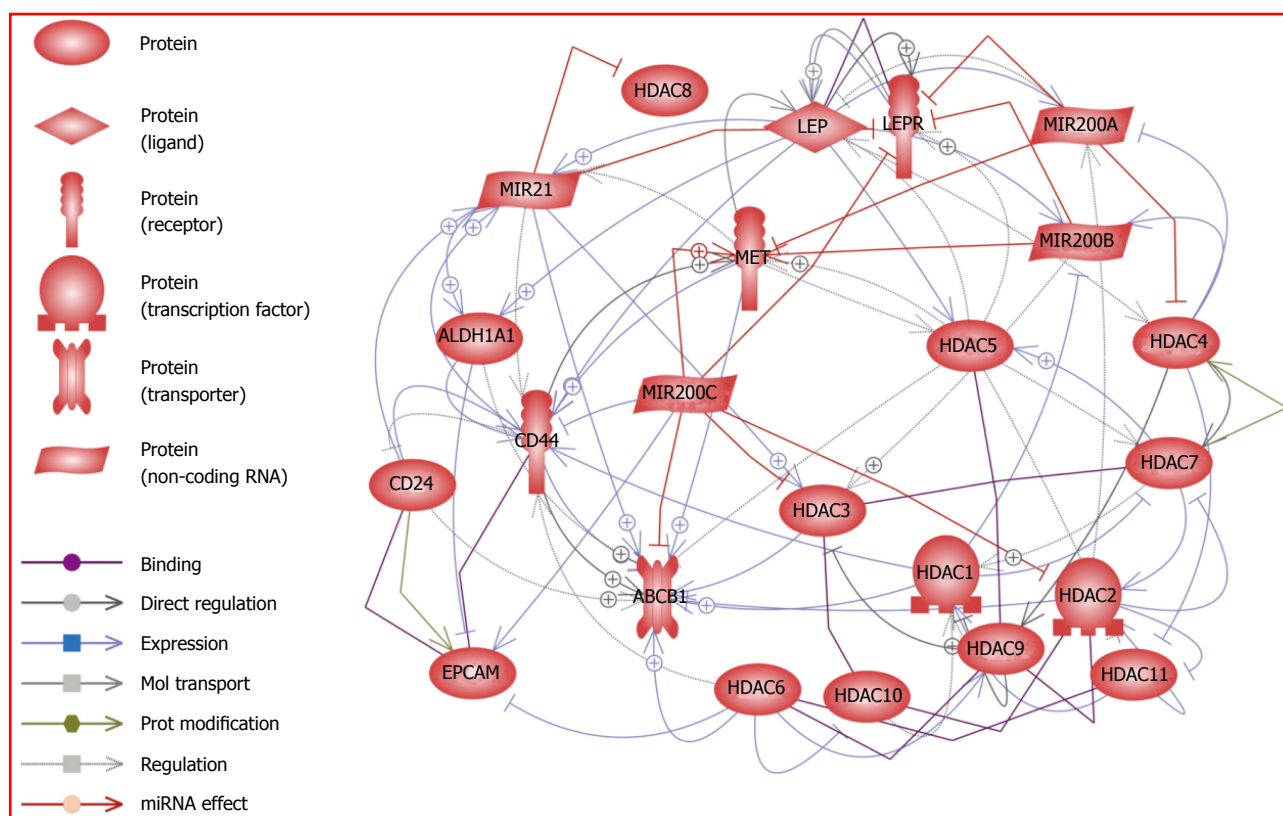 Protein
Protein
(ligand)
Protein
(receptor)
Protein
(transcription factor)
Protein
(transporter)
Protein
(non-coding RNA)
Binding
Direct regulation
Expression
Mol transport
Prot modification
Regulation
miRNA effect
HDAC8
LEP
LEPR
MIR200A
MIR21
MIR200B
MET
ALDH1A1
HDAC5
HDAC4
MIR200C
CD44
HDAC7
CD24
HDAC3
HDAC1
ABCB1
HDAC2
EPCAM
HDAC9
HDAC11
HDAC6
HDAC10